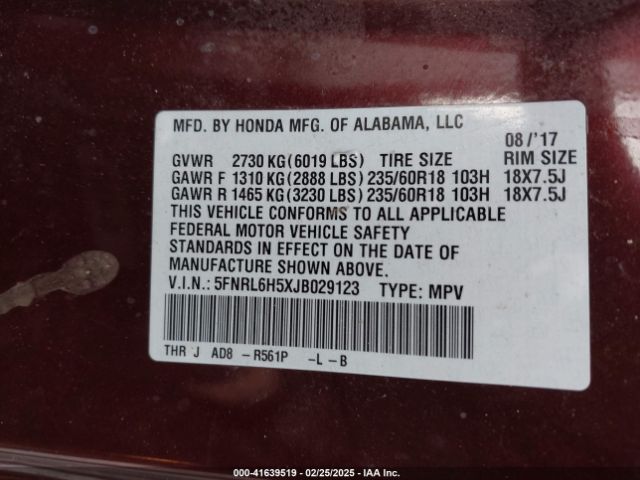 MFD. BY HONDA MFG. OF ALABAMA, LLC
08/'17
GVWR 2730 KG(6019 LBS) TIRE SIZE RIM SIZE
GAWR F 1310 KG(2888 LBS) 235/60R18 103H 18X7.5J
GAWR R 1465 KG(3230 LBS) 235/60R18 103H 18X7.5J
THIS VEHICLE CONFORMS TO ALL APPLICABLE
FEDERAL MOTOR VEHICLE SAFETY
STANDARDS IN EFFECT ON THE DATE OF
MANUFACTURE SHOWN ABOVE.
V.I.N.: 5FNRL6H5XJB029123 TYPE: MPV
THR J AD8 - R561P -L - B
00-41639519 - 02/25/2025 - IAA Inc.